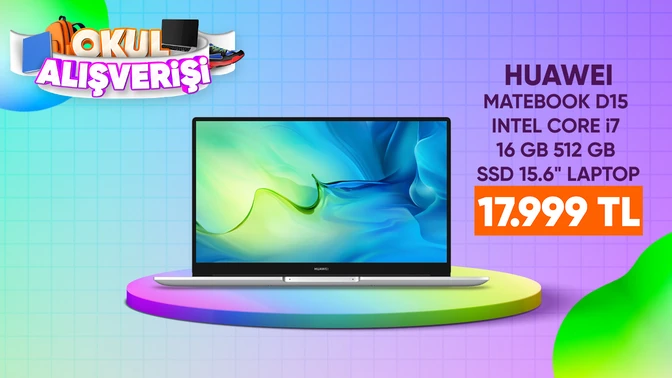 OKUL
ALIŞVERİŞİ
HUAWEI
MATEBOOK D15
INTEL CORE i7
16 GB 512 GB
SSD 15.6" LAPTOP
17.999 TL
HUAWEI